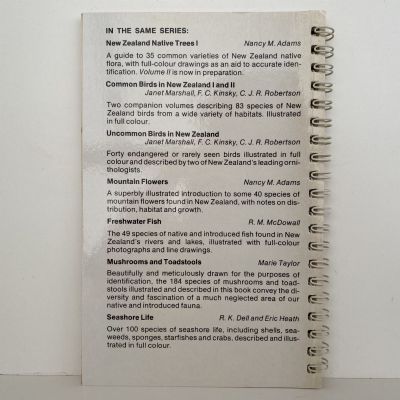 IN THE SAME SERIES:
New Zealand Native Trees I Nancy M. Adams
A guide to 35 common varieties of New Zealand native
flora, with full-colour drawings as an aid to accurate iden-
tification. Volume II is now in preparation.
Common Birds in New Zealand I and II
Janet Marshall, F. C. Kinsky, C. J. R. Robertson
Two companion volumes describing 83 species of New
Zealand birds from a wide variety of habitats. Illustrated
in full colour.
Uncommon Birds in New Zealand
Janet Marshall, F. C. Kinsky, C. J. R. Robertson
Forty endangered or rarely seen birds illustrated in full
colour and described by two of New Zealand's leading orni-
thologists.
Mountain Flowers Nancy M. Adams
A superbly illustrated introduction to some 40 species of
mountain flowers found in New Zealand, with notes on dis-
tribution, habitat and growth.
Freshwater Fish R. M. McDowall
The 49 species of native and introduced fish found in New
Zealand's rivers and lakes, illustrated with full-colour
photographs and line drawings.
Mushrooms and Toadstools Marie Taylor
Beautifully and meticulously drawn for the purposes of
identification, the 184 species of mushrooms and toad-
stools illustrated and described in this book convey the di-
versity and fascination of a much neglected area of our
native and introduced fauna.
Seashore Life R. K. Dell and Eric Heath
Over 100 species of seashore life, including shells, sea-
weeds, sponges, starfishes and crabs, described and illus-
trated in full colour.